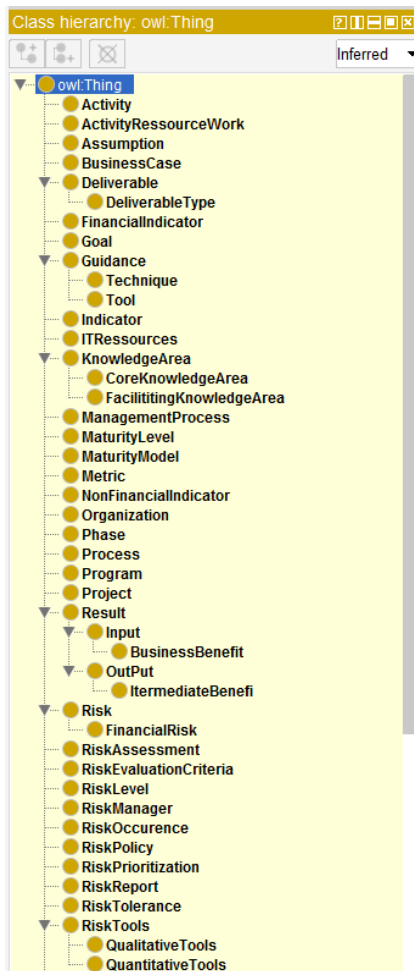 Class hierarchy: owl:Thing
Inferred
owl:Thing
Activity
ActivityRessourceWork
Assumption
BusinessCase
Deliverable
DeliverableType
FinancialIndicator
Goal
Guidance
Technique
Tool
Indicator
ITRessources
KnowledgeArea
CoreKnowledgeArea
FacilititingKnowledgeArea
ManagementProcess
MaturityLevel
MaturityModel
Metric
NonFinancialIndicator
Organization
Phase
Process
Program
Project
Result
Input
BusinessBenefit
OutPut
ItermediateBenefi
Risk
FinancialRisk
RiskAssessment
RiskEvaluationCriteria
RiskLevel
RiskManager
RiskOccurence
RiskPolicy
RiskPrioritization
RiskReport
RiskTolerance
RiskTools
QualitativeTools
QuantitativeTools